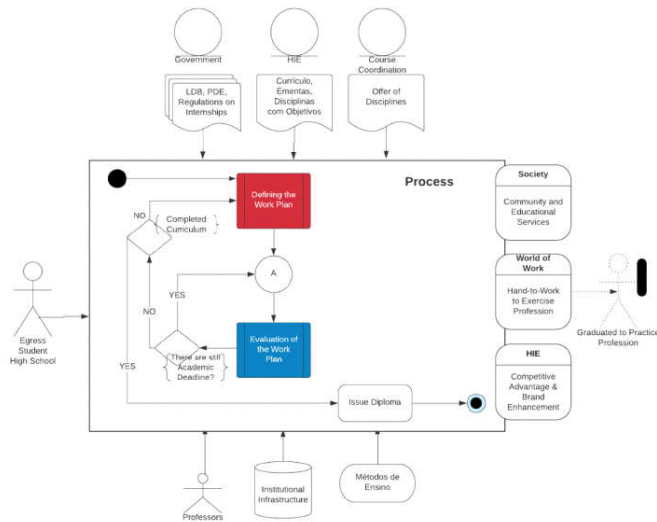 Government
HIE
Course
Coordination
LDB, PDE,
Regulations on
Internships
Currículo,
Ementas,
Disciplinas
com Objetivos
Offer of
Disciplines
Process
Defining the
Work Plan
NO
Completed
Curriculum
A
YES
NO
Evaluation of
the Work
Plan
There are still
Academic
Deadline?
YES
Issue Diploma
Egress
Student
High School
Society
Community and
Educational
Services
World of
Work
Hand-to-Work
to Exercise
Profession
Graduated to Practice
Profession
HIE
Competitive
Advantage &
Brand
Enhancement
Professors
Institutional
Infrastructure
Métodos de
Ensino